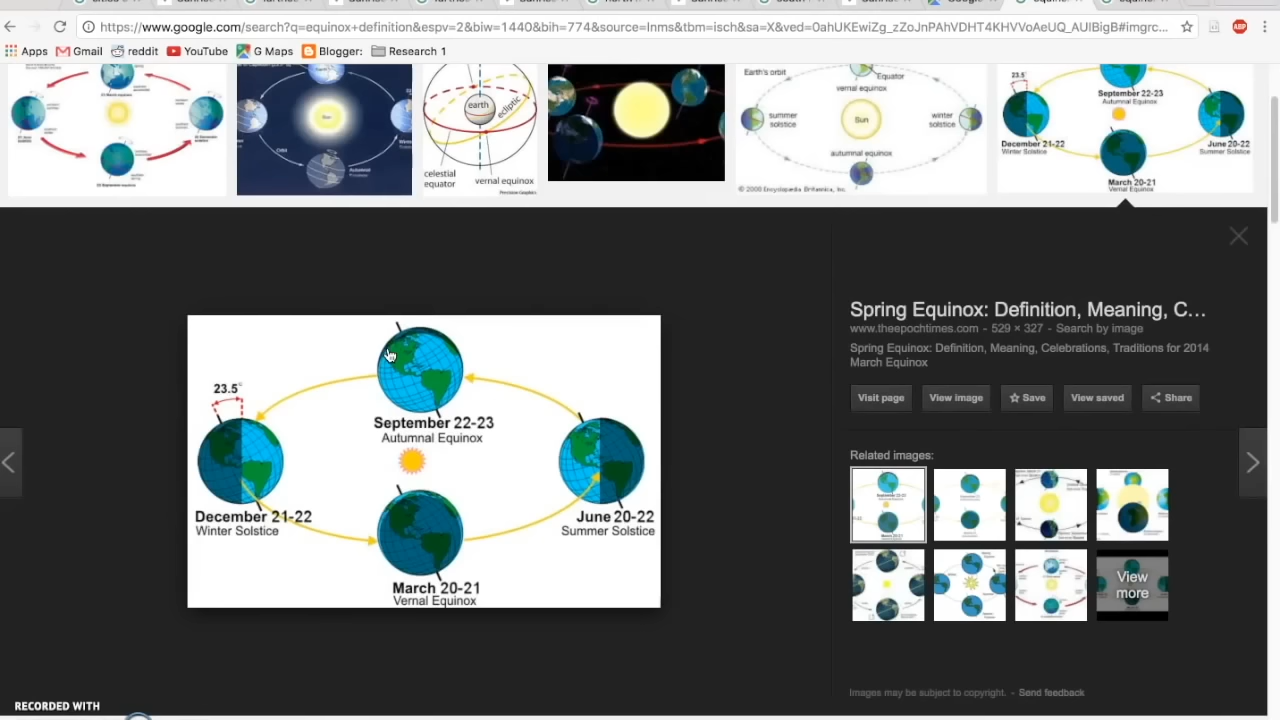 https://www.google.com/search?q=equinox+definition&espv=2&biw=1440&bih=774&source=lnms&tbm=isch&sa=X&ved=0ahUKEwiZg_zZoJnPAhVDHT4KHVVoAeUQ_AUIBigB#imgrc...
Apps Gmail reddit YouTube G Maps Blogger: Research 1
earth
ecliptic
celestial
equator
vernal equinox
Sun
Earth's orbit
Equator
vernal equinox
summer
solstice
Sun
winter
solstice
autumnal equinox
© 2008 Encyclopædia Britannica, Inc.
23.5°
September 22-23
Autumnal Equinox
December 21-22
Winter Solstice
June 20-22
Summer Solstice
March 20-21
Vernal Equinox
23.5°
September 22-23
Autumnal Equinox
December 21-22
Winter Solstice
June 20-22
Summer Solstice
March 20-21
Vernal Equinox
Spring Equinox: Definition, Meaning, C...
www.theepochtimes.com - 529 × 327 - Search by image
Spring Equinox: Definition, Meaning, Celebrations, Traditions for 2014
March Equinox
Visit page View image Save View saved Share
Related images:
View
more
Images may be subject to copyright. - Send feedback
RECORDED WITH